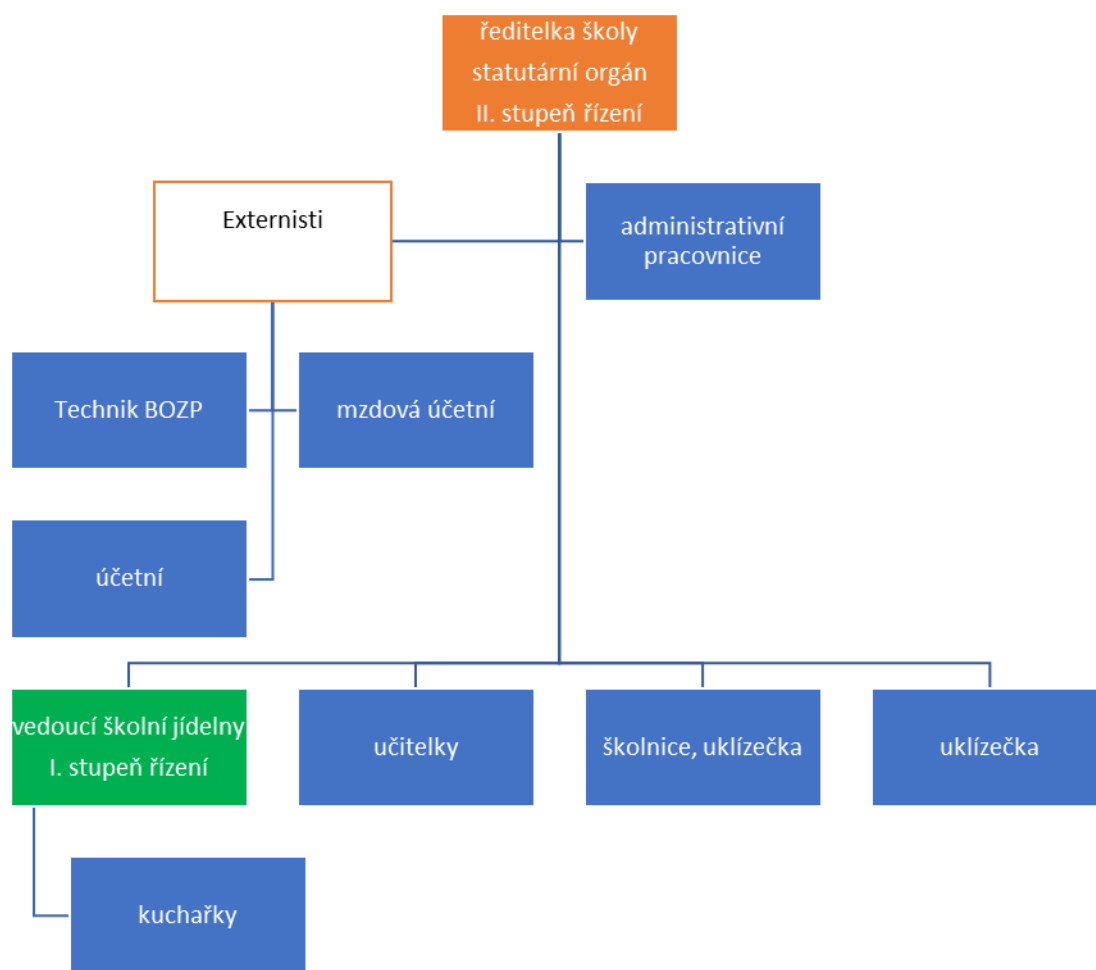 ředitelka školy
statutární orgán
II. stupeň řízení
Externisti
administrativní
pracovnice
Technik BOZP
mzdová účetní
účetní
vedoucí školní jídelny
I. stupeň řízení
učitelky
školnice, uklízečka
uklízečka
kuchařky